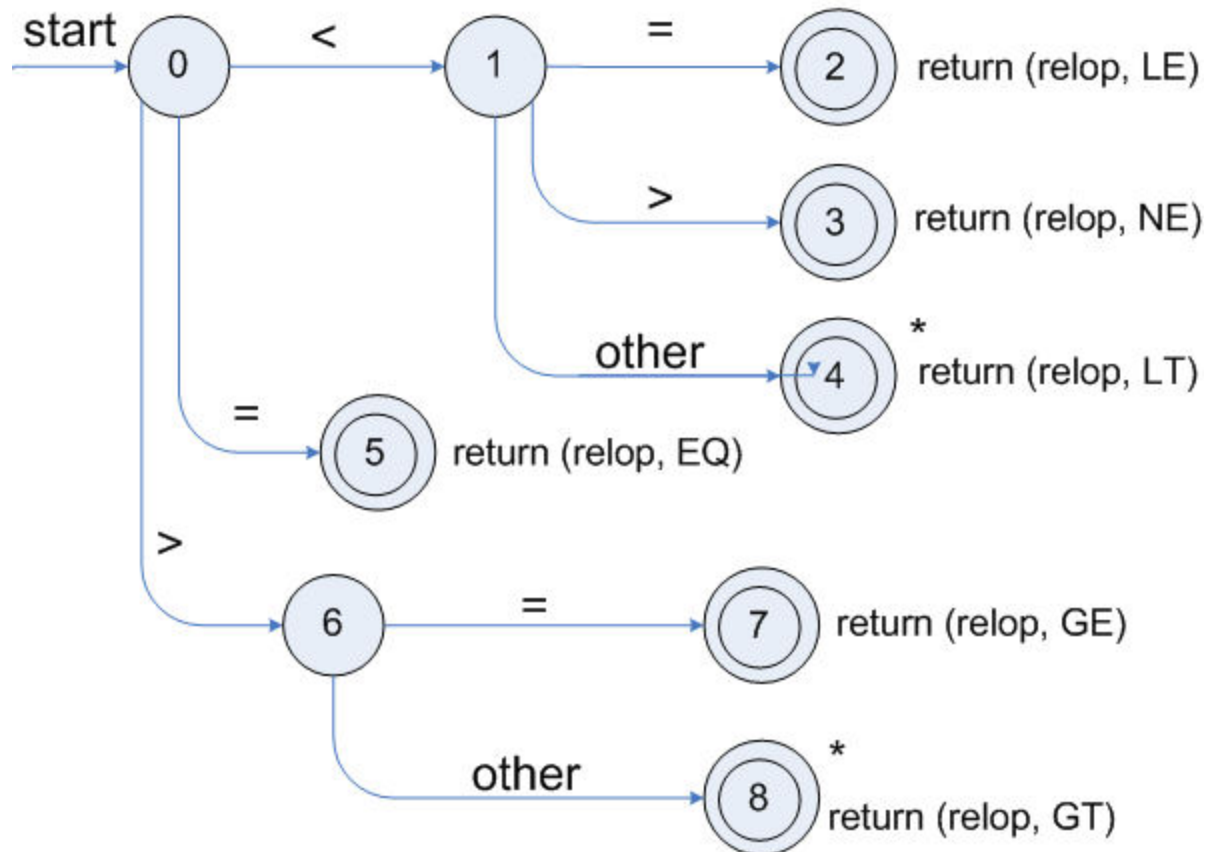 start 0 < 1 = 2 return (relop, LE)
> 3 return (relop, NE)
*
other 4 return (relop, LT)
= 5 return (relop, EQ)
>
6 = 7 return (relop, GE)
*
other 8 return (relop, GT)